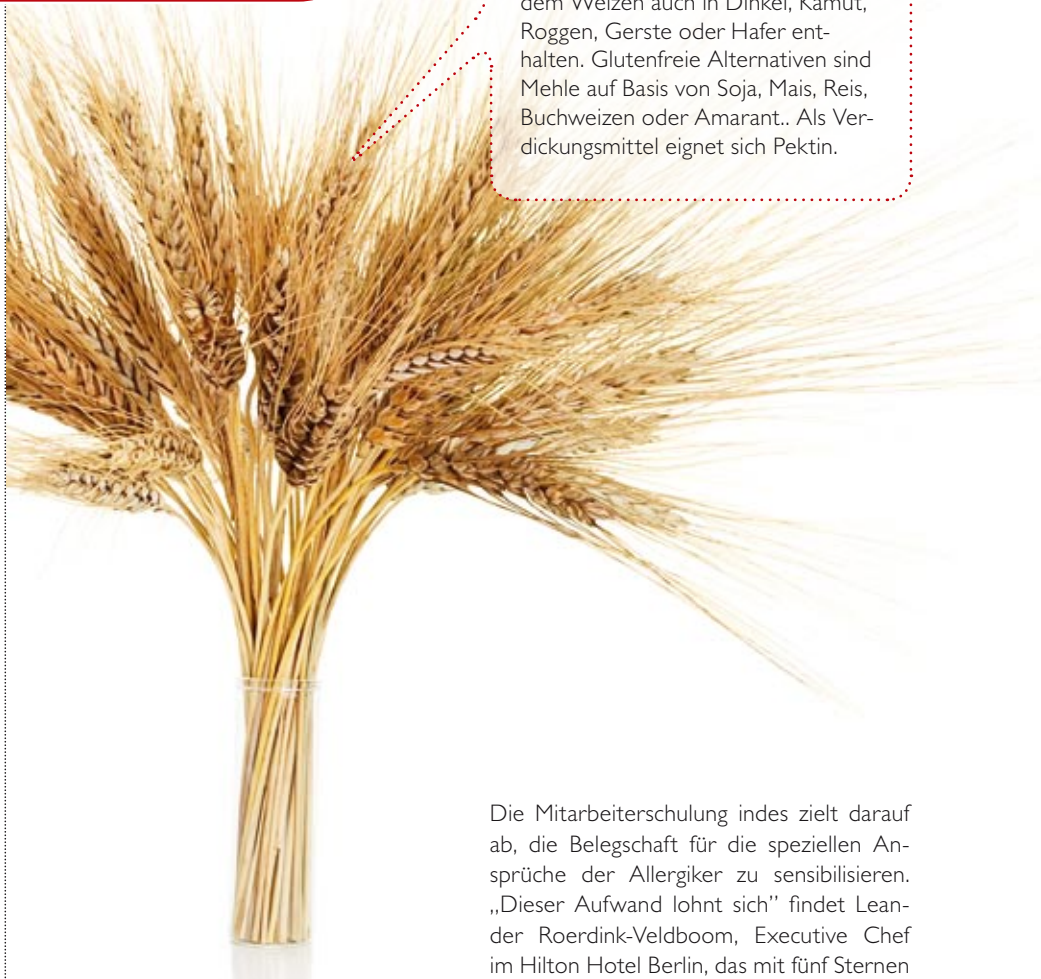 dem Weizen auch in Dinkel, Kamut,
Roggen, Gerste oder Hafer ent-
halten. Glutenfreie Alternativen sind
Mehle auf Basis von Soja, Mais, Reis,
Buchweizen oder Amarant.. Als Ver-
dickungsmittel eignet sich Pektin.
Die Mitarbeiterschulung indes zielt darauf
ab, die Belegschaft für die speziellen An-
sprüche der Allergiker zu sensibilisieren.
„Dieser Aufwand lohnt sich” findet Lean-
der Roerdink-Veldboom, Executive Chef
im Hilton Hotel Berlin, das mit fünf Sternen